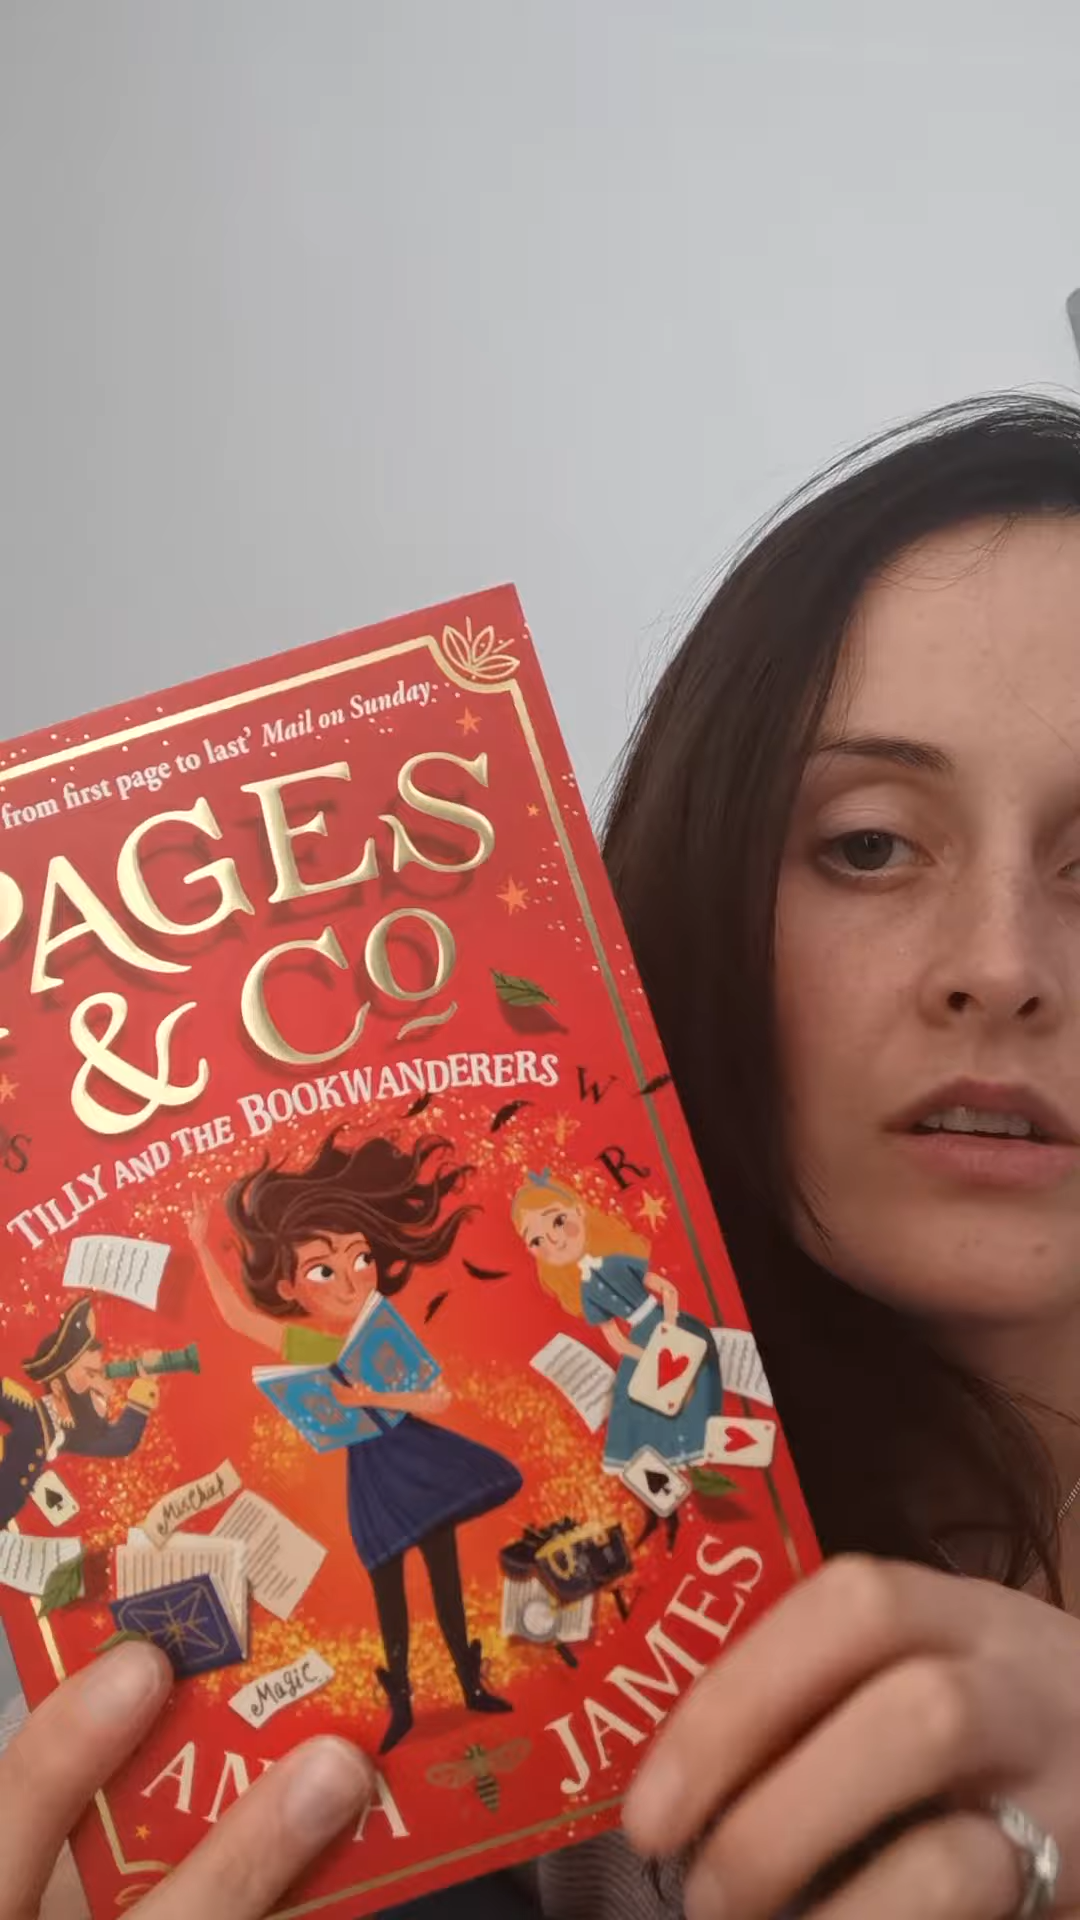 from first page to last' Mail on Sunday
PAGES
& CO
TILLY AND THE BOOKWANDERERS
W
R
S
Mischief
Magic
JAMES